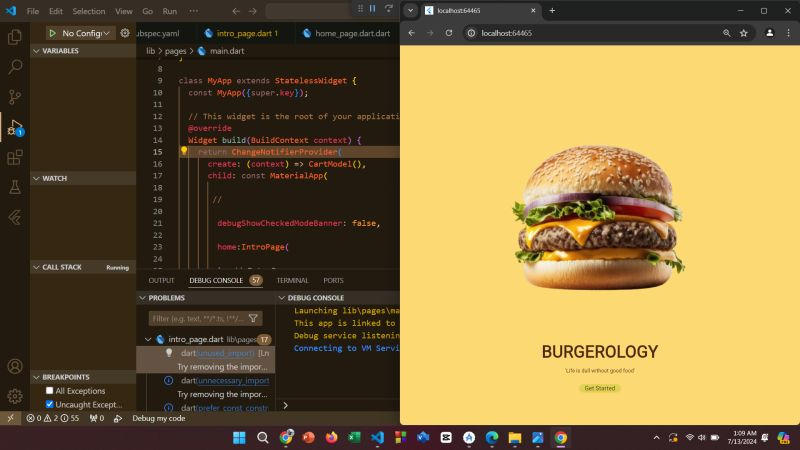 File Edit Selection View Go Run ...
No Config
ubspec.yaml
intro_page.dart 1
home_page.dart.dart
lib > pages > main.dart
VARIABLES
WATCH
CALL STACK
Running
BREAKPOINTS
All Exceptions
Uncaught Except...
8
9 class MyApp extends StatelessWidget {
10 const MyApp({super.key});
11
12 // This widget is the root of your applicati
13 @override
14 Widget build(BuildContext context) {
15 return ChangeNotifierProvider(
16 create: (context) => CartModel(),
17 child: const MaterialApp(
18
19 //
20
21 debugShowCheckedModeBanner: false,
22
23 home:IntroPage(
24
OUTPUT DEBUG CONSOLE 57 TERMINAL PORTS
PROBLEMS
Filter (e.g. text, **/*.ts, !**/...
intro_page.dart lib\pages 17
dart(unused_import) [Ln
Try removing the impor...
dart(unnecessary_import
Try removing the impor...
dart(prefer_const_constr
DEBUG CONSOLE
Launching lib\pages\ma
This app is linked to
Debug service listenin
Connecting to VM Servi
0 2 55 0 Debug my code
1
localhost:64465
localhost:64465
BURGEROLOGY
'Life is dull without good food'
Get Started
1:09 AM
7/13/2024